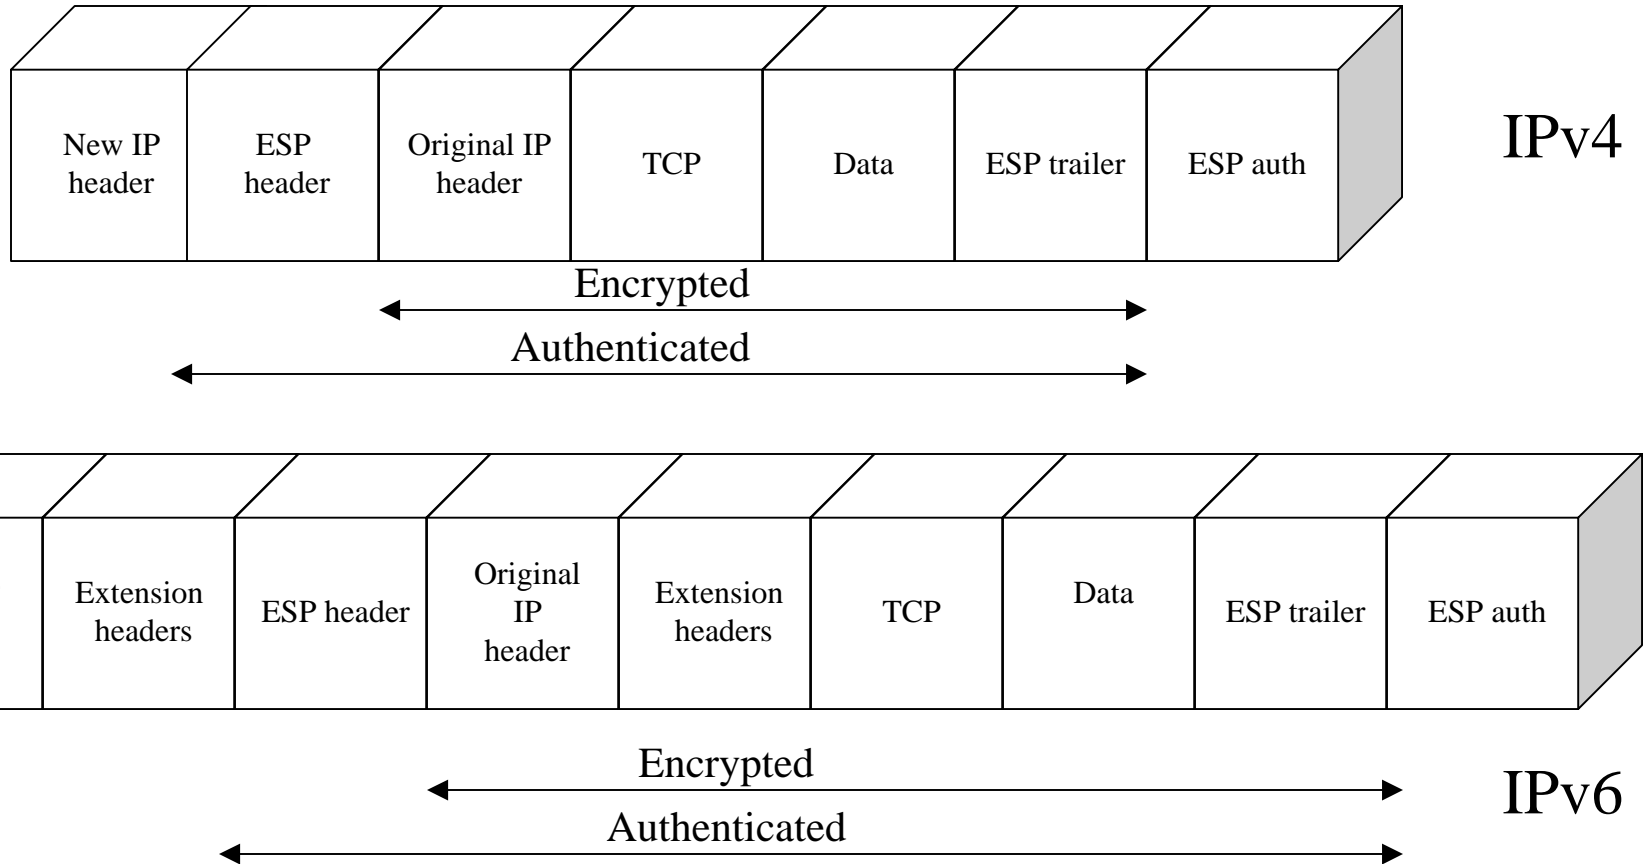 New IP
header
ESP
header
Original IP
header
TCP
Data
ESP trailer
ESP auth
IPv4
Encrypted
Authenticated
Extension
headers
ESP header
Original
IP
header
Extension
headers
TCP
Data
ESP trailer
ESP auth
Encrypted
IPv6
Authenticated